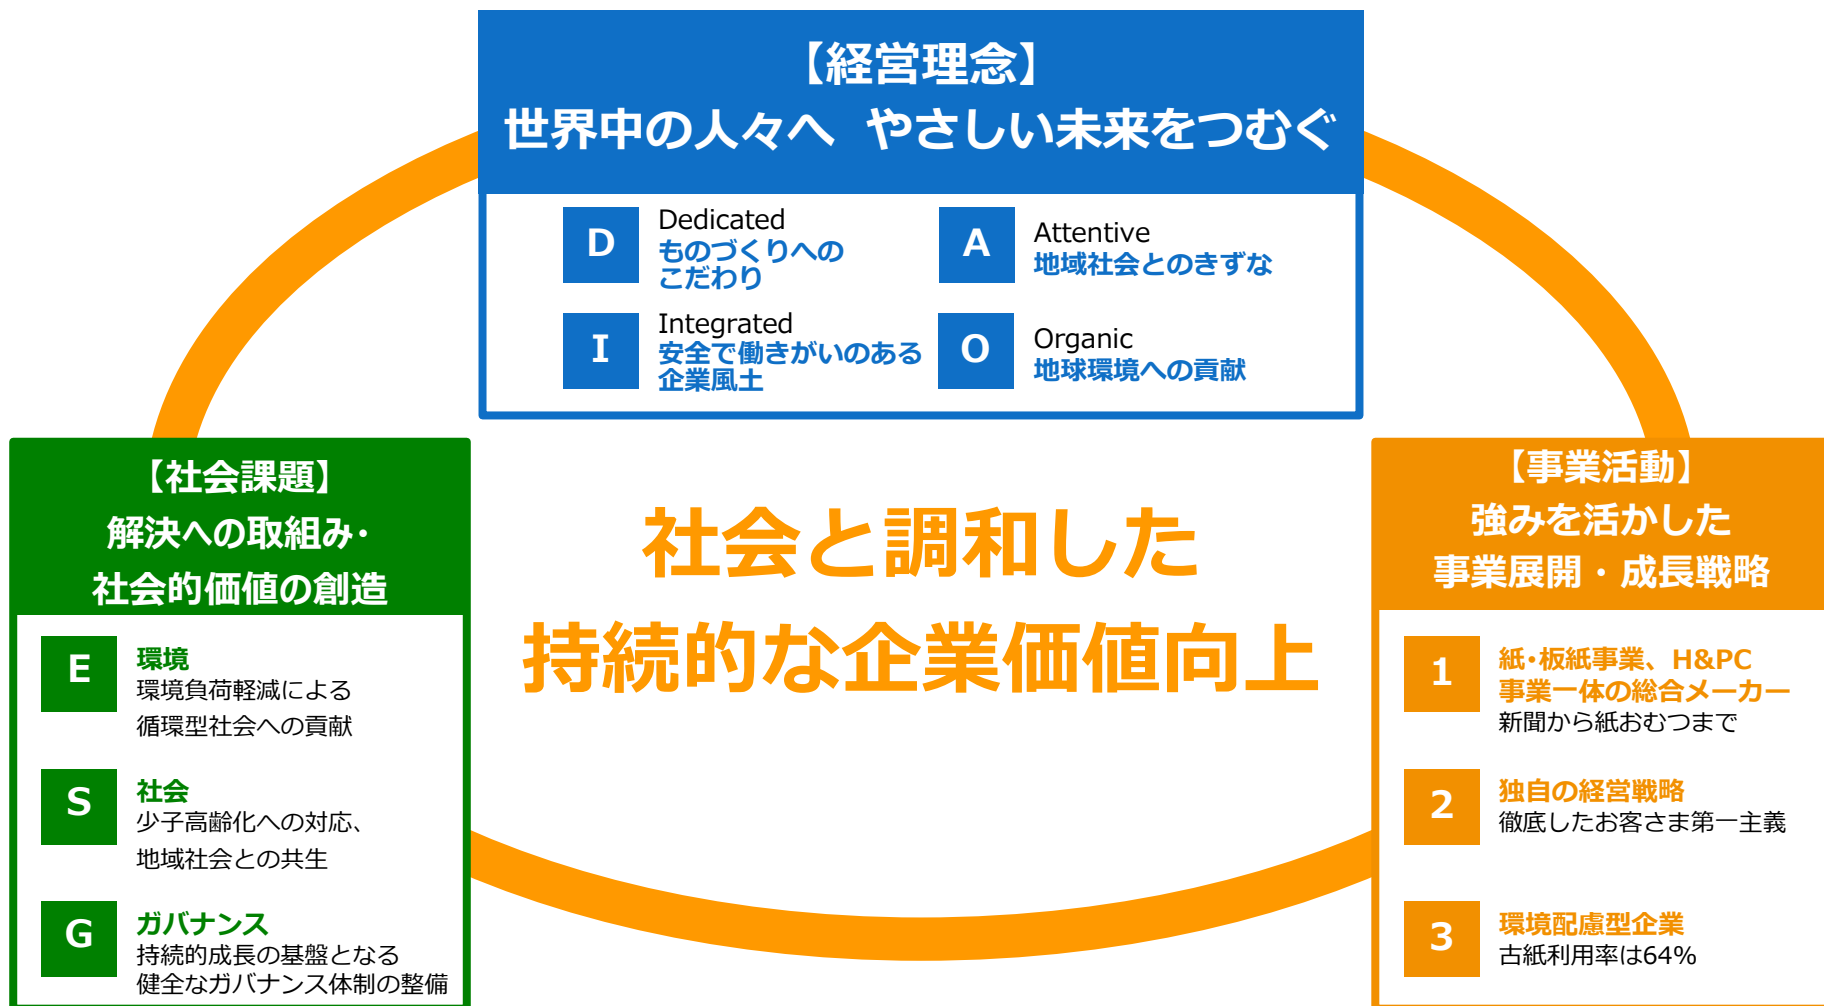 【経営理念】
世界中の人々へ やさしい未来をつむぐ
D
Dedicated
ものづくりへの
こだわり
A
Attentive
地域社会とのきずな
I
Integrated
安全で働きがいのある
企業風土
O
Organic
地球環境への貢献
【社会課題】
解決への取組み・
社会的価値の創造
E
環境
環境負荷軽減による
循環型社会への貢献
S
社会
少子高齢化への対応、
地域社会との共生
G
ガバナンス
持続的成長の基盤となる
健全なガバナンス体制の整備
社会と調和した
持続的な企業価値向上
【事業活動】
強みを活かした
事業展開・成長戦略
1
紙・板紙事業、H&PC
事業一体の総合メーカー
新聞から紙おむつまで
2
独自の経営戦略
徹底したお客さま第一主義
3
環境配慮型企業
古紙利用率は64%